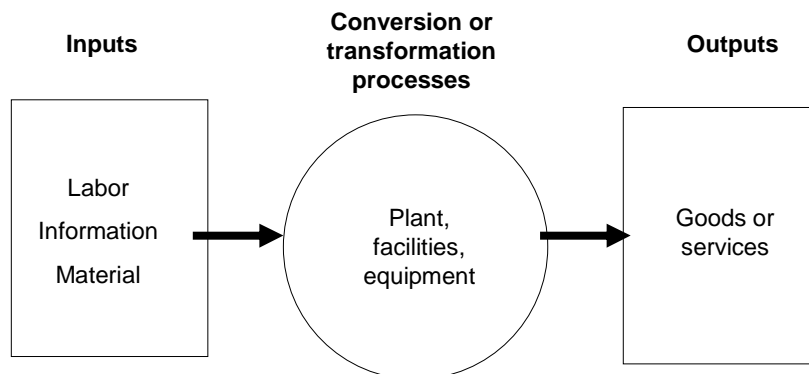 Inputs
Conversion or
transformation
processes
Outputs
Labor
Information
Material
Plant,
facilities,
equipment
Goods or
services